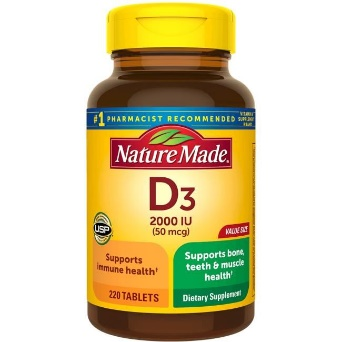 #1 PHARMACIST RECOMMENDED
Nature Made®
D3
2000 IU
(50 mcg)
VALUE SIZE
USP
Supports
immune health†
Supports bone,
teeth & muscle
health†
220 TABLETS
Dietary Supplement